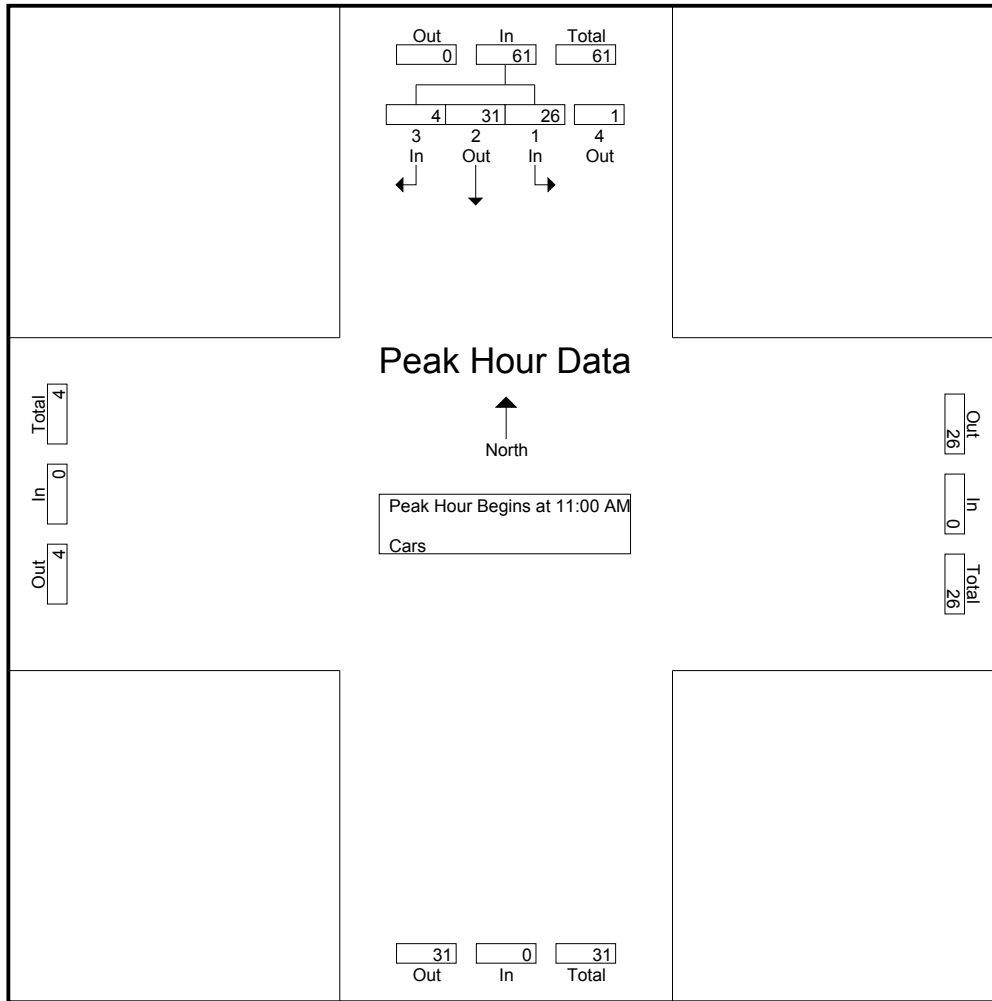 Out In Total
0 61 61
4 31 26 1
3 2 1 4
In Out In Out
Peak Hour Data
North
Peak Hour Begins at 11:00 AM
Cars
Total 4
In 0
Out 4
Out 26
In 0
Total 26
31 0 31
Out In Total